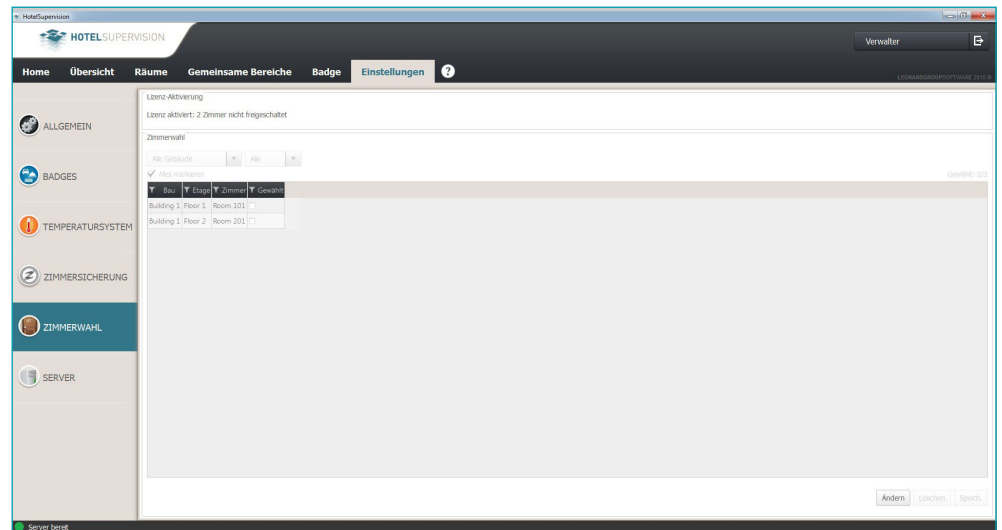 HotelSupervision
HOTELSUPERVISION
Verwalter
Home Übersicht Räume Gemeinsame Bereiche Badge Einstellungen ?
LEGRANDGROUPSOFTWARE 2015 ©
Lizenz-Aktivierung
Lizenz aktiviert: 2 Zimmer nicht freigeschaltet
ALLGEMEIN
BADGES
TEMPERATURSYSTEM
ZIMMERSICHERUNG
ZIMMERWAHL
SERVER
Zimmerwahl
Alle Gebäude Alle
Alles markieren
Gewählt: 2/2
Bau Etage Zimmer Gewählt
Building 1 Floor 1 Room 101
Building 1 Floor 2 Room 201
Ändern Löschen Speich.
Server bereit